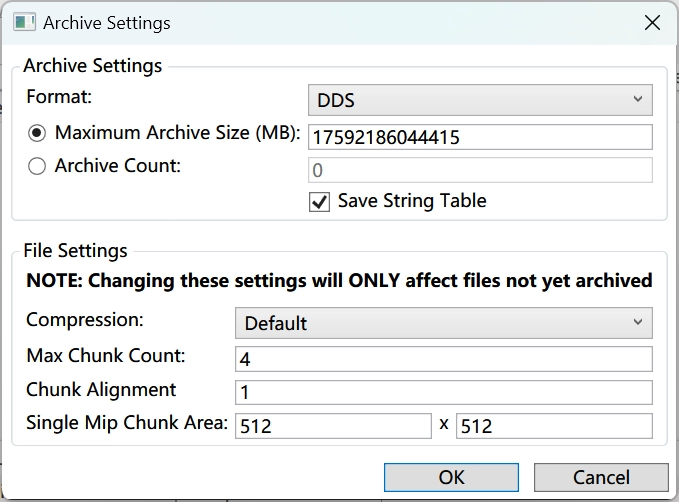 Archive Settings
Archive Settings
Format: DDS
Maximum Archive Size (MB): 17592186044415
Archive Count: 0
Save String Table
File Settings
NOTE: Changing these settings will ONLY affect files not yet archived
Compression: Default
Max Chunk Count: 4
Chunk Alignment 1
Single Mip Chunk Area: 512 x 512
OK Cancel